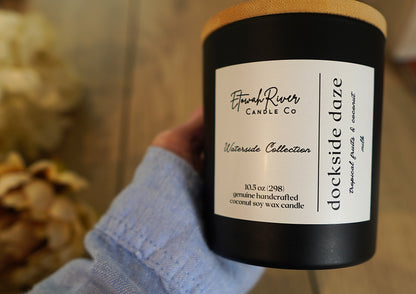 Etowah River
CANDLE CO
Waterside Collection
10.5 oz (298)
genuine handcrafted
coconut soy wax candle
dockside daze
tropical fruits & coconut
milk